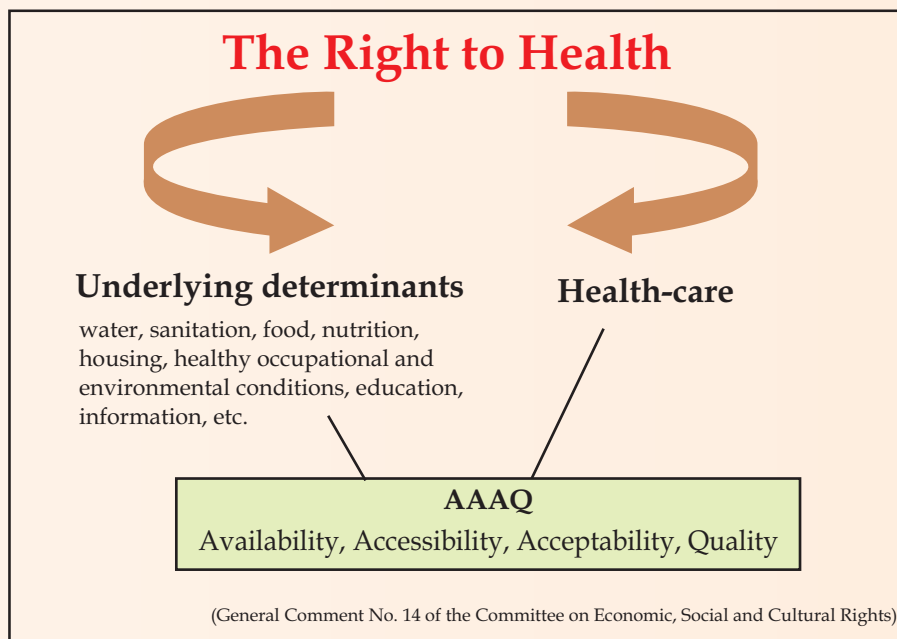 The Right to Health
Underlying determinants
water, sanitation, food, nutrition,
housing, healthy occupational and
environmental conditions, education,
information, etc.
Health-care
AAAQ
Availability, Accessibility, Acceptability, Quality
(General Comment No. 14 of the Committee on Economic, Social and Cultural Rights)